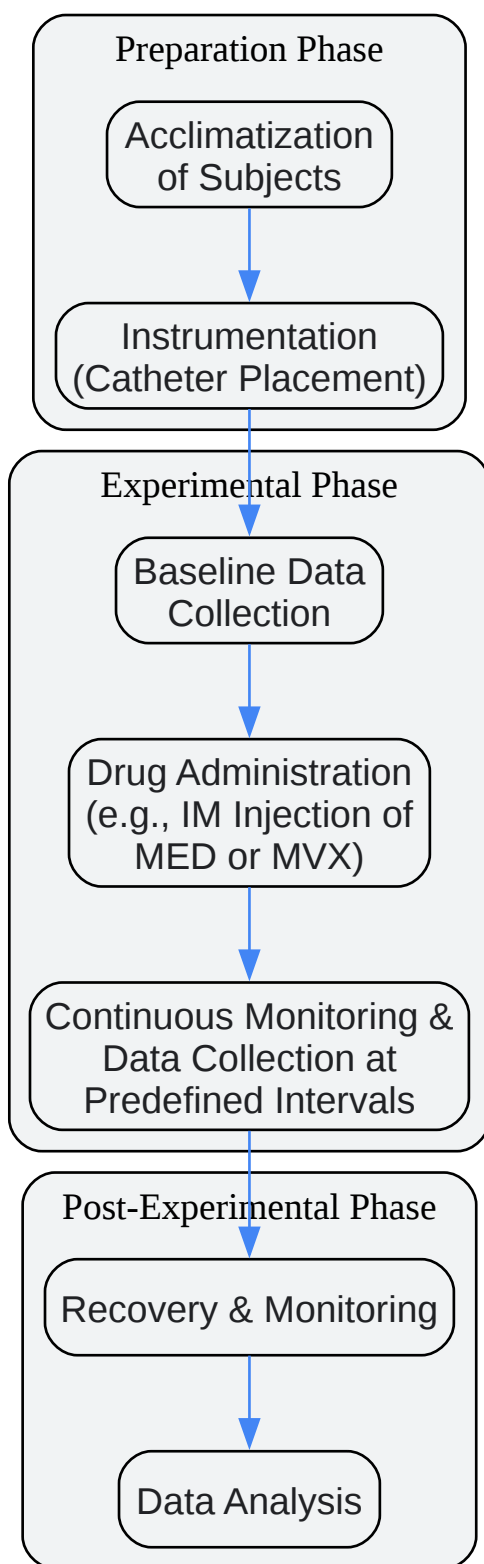 Preparation Phase
Acclimatization
of Subjects
Instrumentation
(Catheter Placement)
Experimental Phase
Baseline Data
Collection
Drug Administration
(e.g., IM Injection of
MED or MVX)
Continuous Monitoring &
Data Collection at
Predefined Intervals
Post-Experimental Phase
Recovery & Monitoring
Data Analysis